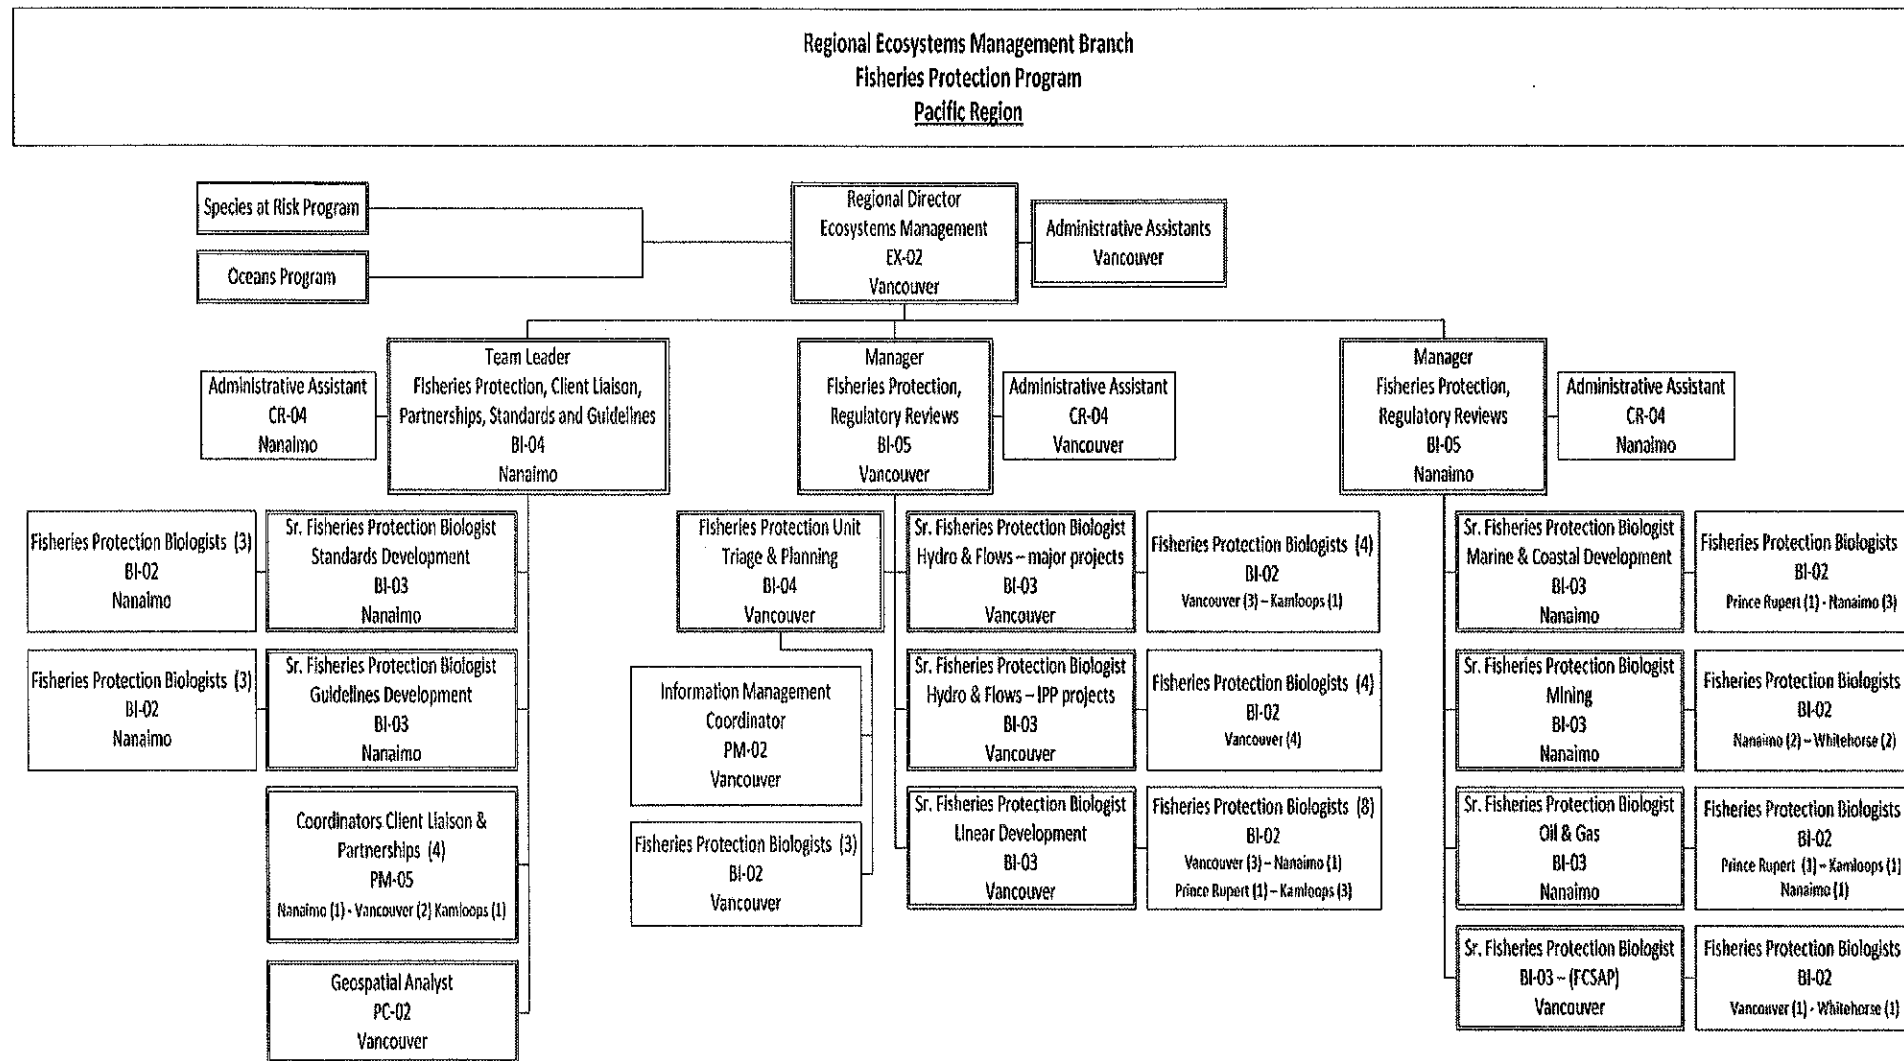 Regional Ecosystems Management Branch
Fisheries Protection Program
Pacific Region
Species at Risk Program
Oceans Program
Regional Director
Ecosystems Management
EX-02
Vancouver
Administrative Assistants
Vancouver
Administrative Assistant
CR-04
Nanaimo
Team Leader
Fisheries Protection, Client Liaison,
Partnerships, Standards and Guidelines
BI-04
Nanaimo
Manager
Fisheries Protection,
Regulatory Reviews
BI-05
Vancouver
Administrative Assistant
CR-04
Vancouver
Manager
Fisheries Protection,
Regulatory Reviews
BI-05
Nanaimo
Administrative Assistant
CR-04
Nanaimo
Fisheries Protection Biologists (3)
BI-02
Nanaimo
Sr. Fisheries Protection Biologist
Standards Development
BI-03
Nanaimo
Fisheries Protection Biologists (3)
BI-02
Nanaimo
Sr. Fisheries Protection Biologist
Guidelines Development
BI-03
Nanaimo
Coordinators Client Liaison &
Partnerships (4)
PM-05
Nanaimo (1) - Vancouver (2) Kamloops (1)
Geospatial Analyst
PC-02
Vancouver
Fisheries Protection Unit
Triage & Planning
BI-04
Vancouver
Information Management
Coordinator
PM-02
Vancouver
Fisheries Protection Biologists (3)
BI-02
Vancouver
Sr. Fisheries Protection Biologist
Hydro & Flows – major projects
BI-03
Vancouver
Fisheries Protection Biologists (4)
BI-02
Vancouver (3) – Kamloops (1)
Sr. Fisheries Protection Biologist
Hydro & Flows – IPP projects
BI-03
Vancouver
Fisheries Protection Biologists (4)
BI-02
Vancouver (4)
Sr. Fisheries Protection Biologist
Linear Development
BI-03
Vancouver
Fisheries Protection Biologists (8)
BI-02
Vancouver (3) – Nanaimo (1)
Prince Rupert (1) – Kamloops (3)
Sr. Fisheries Protection Biologist
Marine & Coastal Development
BI-03
Nanaimo
Fisheries Protection Biologists
BI-02
Prince Rupert (1) - Nanaimo (3)
Sr. Fisheries Protection Biologist
Mining
BI-03
Nanaimo
Fisheries Protection Biologists
BI-02
Nanaimo (2) – Whitehorse (2)
Sr. Fisheries Protection Biologist
Oil & Gas
BI-03
Nanaimo
Fisheries Protection Biologists
BI-02
Prince Rupert (1) – Kamloops (1)
Nanaimo (1)
Sr. Fisheries Protection Biologist
BI-03 – (FCSAP)
Vancouver
Fisheries Protection Biologists
BI-02
Vancouver (1) - Whitehorse (1)